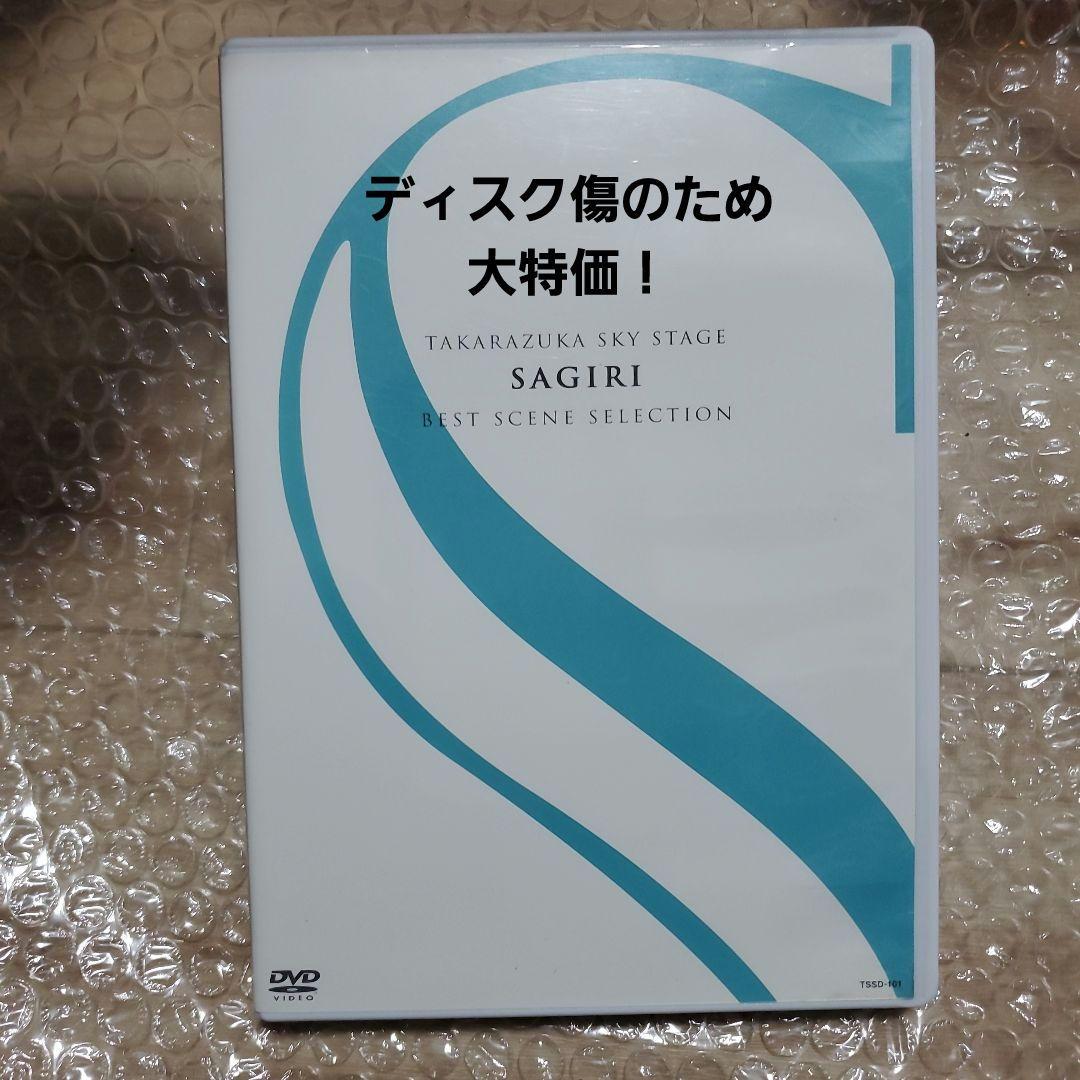 ディスク傷のため
大特価！
TAKARAZUKA SKY STAGE
SAGIRI
BEST SCENE SELECTION
DVD
VIDEO
TSSD-101